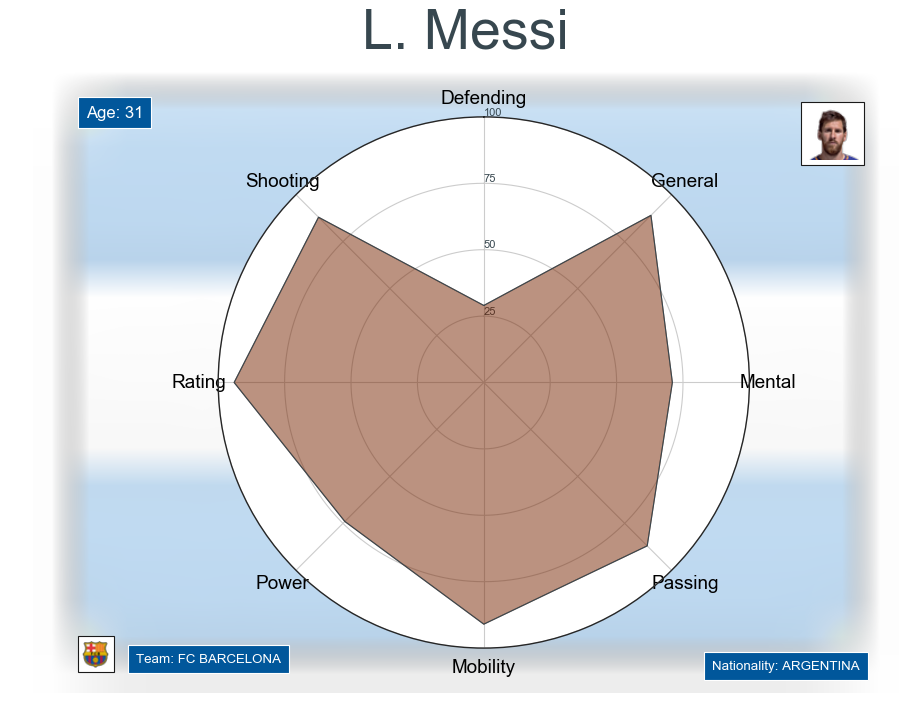 L. Messi
Defending
Age: 31
100
Shooting
75
General
50
25
Rating
Mental
Power
Passing
Mobility
Team: FC BARCELONA
Nationality: ARGENTINA